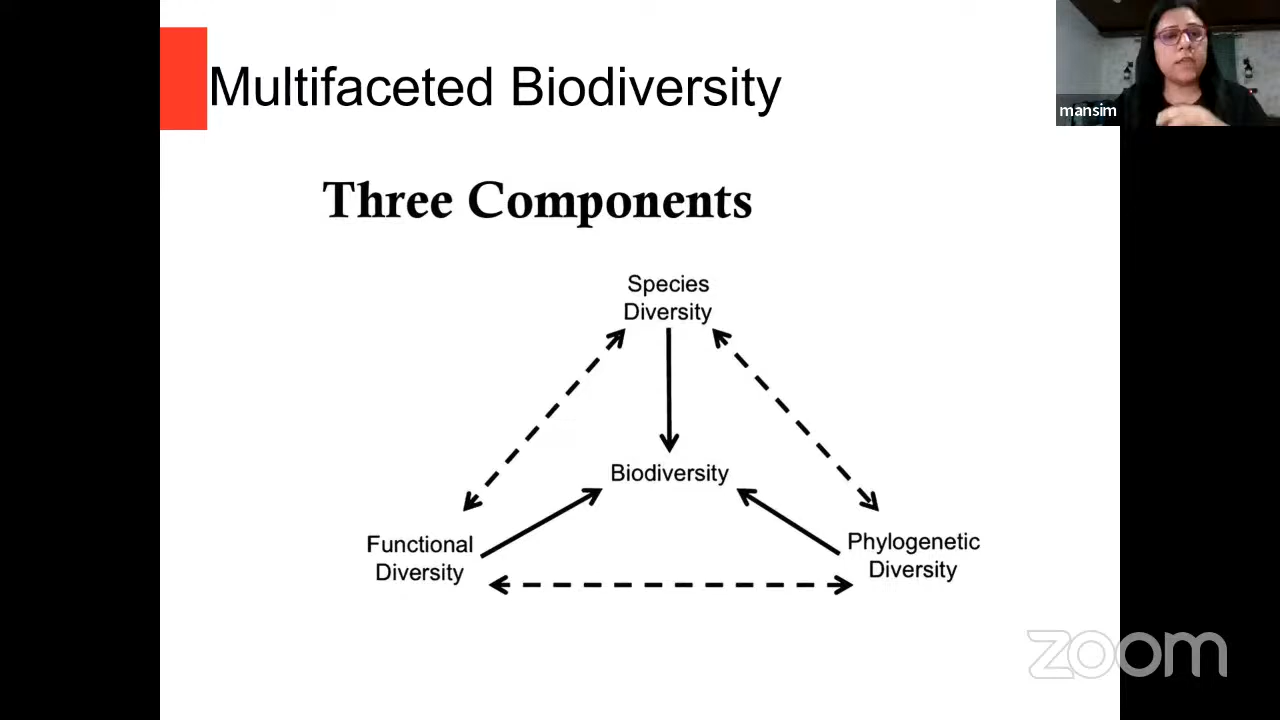 Multifaceted Biodiversity
mansim
Three Components
Species
Diversity
Biodiversity
Functional
Diversity
Phylogenetic
Diversity
zoom